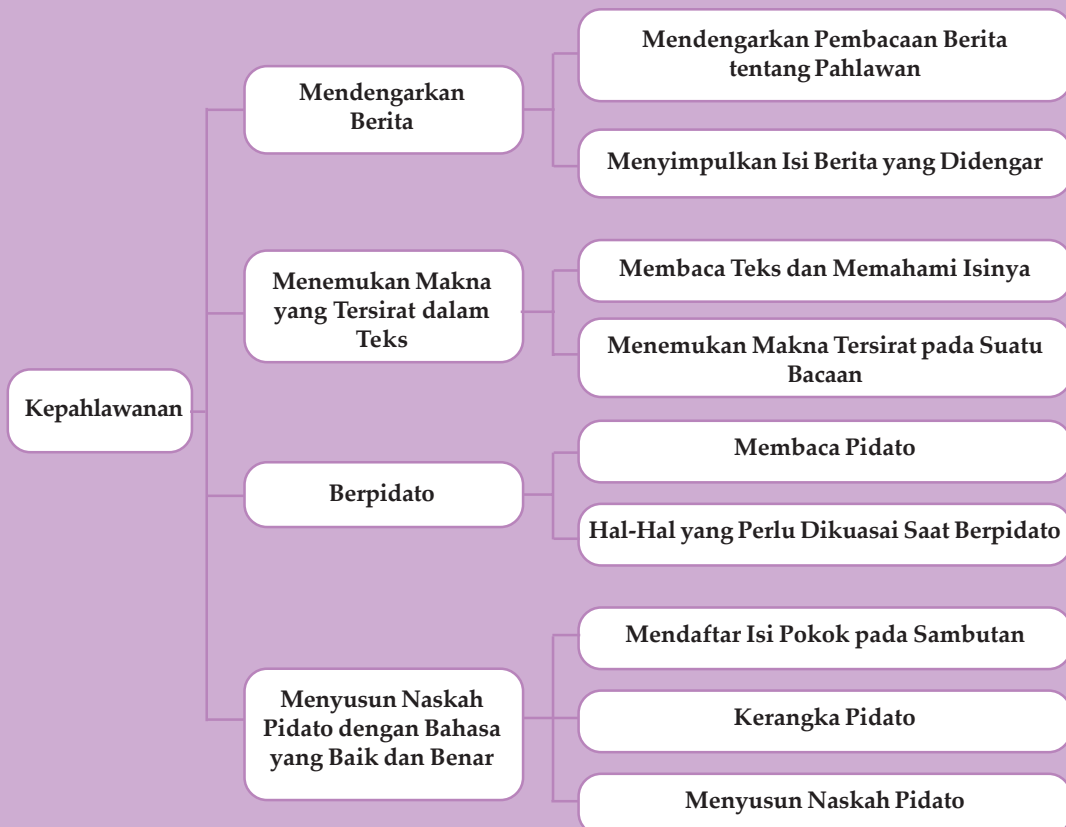 Kepahlawanan
Mendengarkan
Berita
Mendengarkan Pembacaan Berita
tentang Pahlawan
Menyimpulkan Isi Berita yang Didengar
Menemukan Makna
yang Tersirat dalam
Teks
Membaca Teks dan Memahami Isinya
Menemukan Makna Tersirat pada Suatu
Bacaan
Berpidato
Membaca Pidato
Hal-Hal yang Perlu Dikuasai Saat Berpidato
Menyusun Naskah
Pidato dengan Bahasa
yang Baik dan Benar
Mendaftar Isi Pokok pada Sambutan
Kerangka Pidato
Menyusun Naskah Pidato